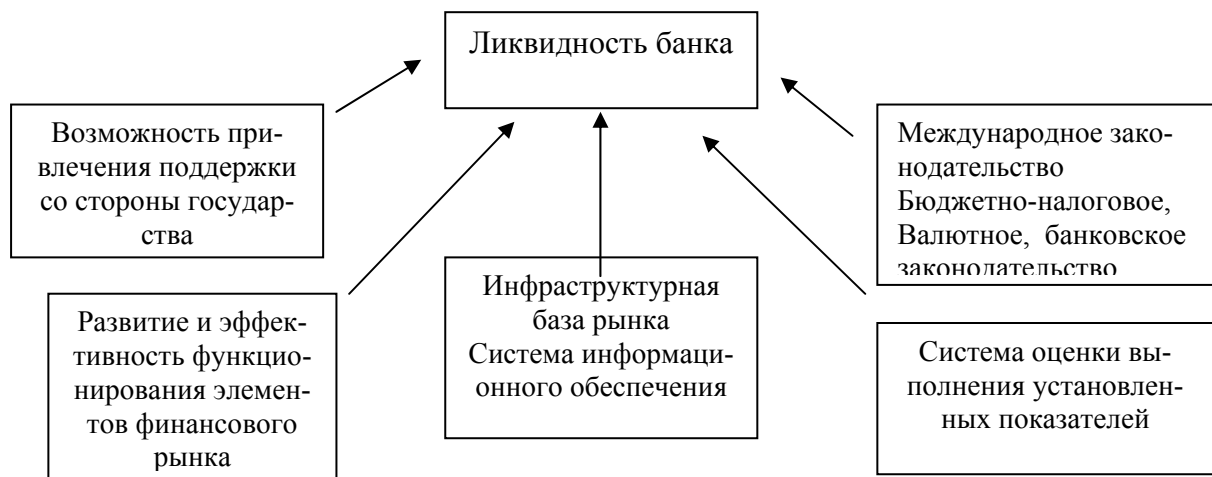 Ликвидность банка
Возможность при-
влечения поддержки
со стороны государ-
ства
Международное зако-
нодательство
Бюджетно-налоговое,
Валютное, банковское
законодательство
Развитие и эффек-
тивность функцио-
нирования элемен-
тов финансового
рынка
Инфраструктурная
база рынка
Система информаци-
онного обеспечения
Система оценки вы-
полнения установлен-
ных показателей